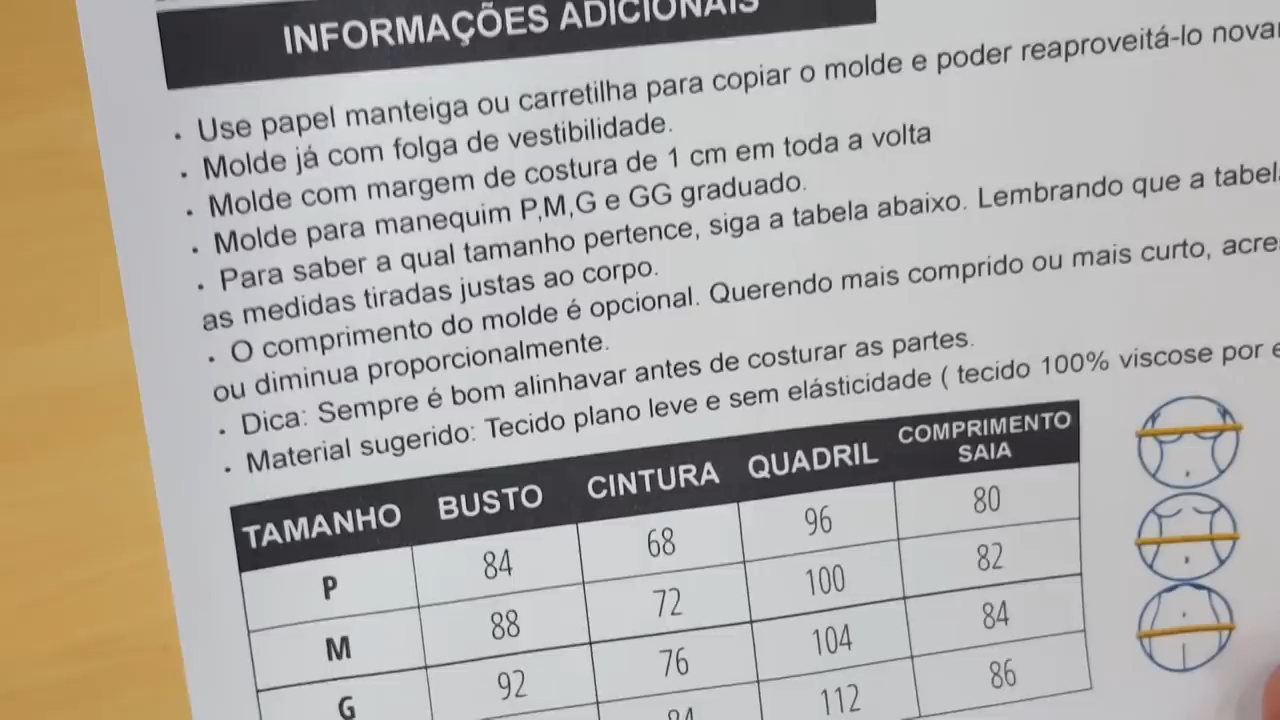 INFORMAÇÕES ADICIONAIS
. Use papel manteiga ou carretilha para copiar o molde e poder reaproveitá-lo
. Molde já com folga de vestibilidade.
. Molde com margem de costura de 1 cm em toda a volta
. Molde para manequim P,M,G e GG graduado.
. Para saber a qual tamanho pertence, siga a tabela abaixo. Lembrando que a
as medidas tiradas justas ao corpo.
. O comprimento do molde é opcional. Querendo mais comprido ou mais curto,
ou diminua proporcionalmente.
. Dica: Sempre é bom alinhavar antes de costurar as partes.
. Material sugerido: Tecido plano leve e sem elásticidade ( tecido 100% viscose por
TAMANHO BUSTO CINTURA QUADRIL COMPRIMENTO SAIA
P 84 68 96 80
M 88 72 100 82
G 92 76 104 84
112 86